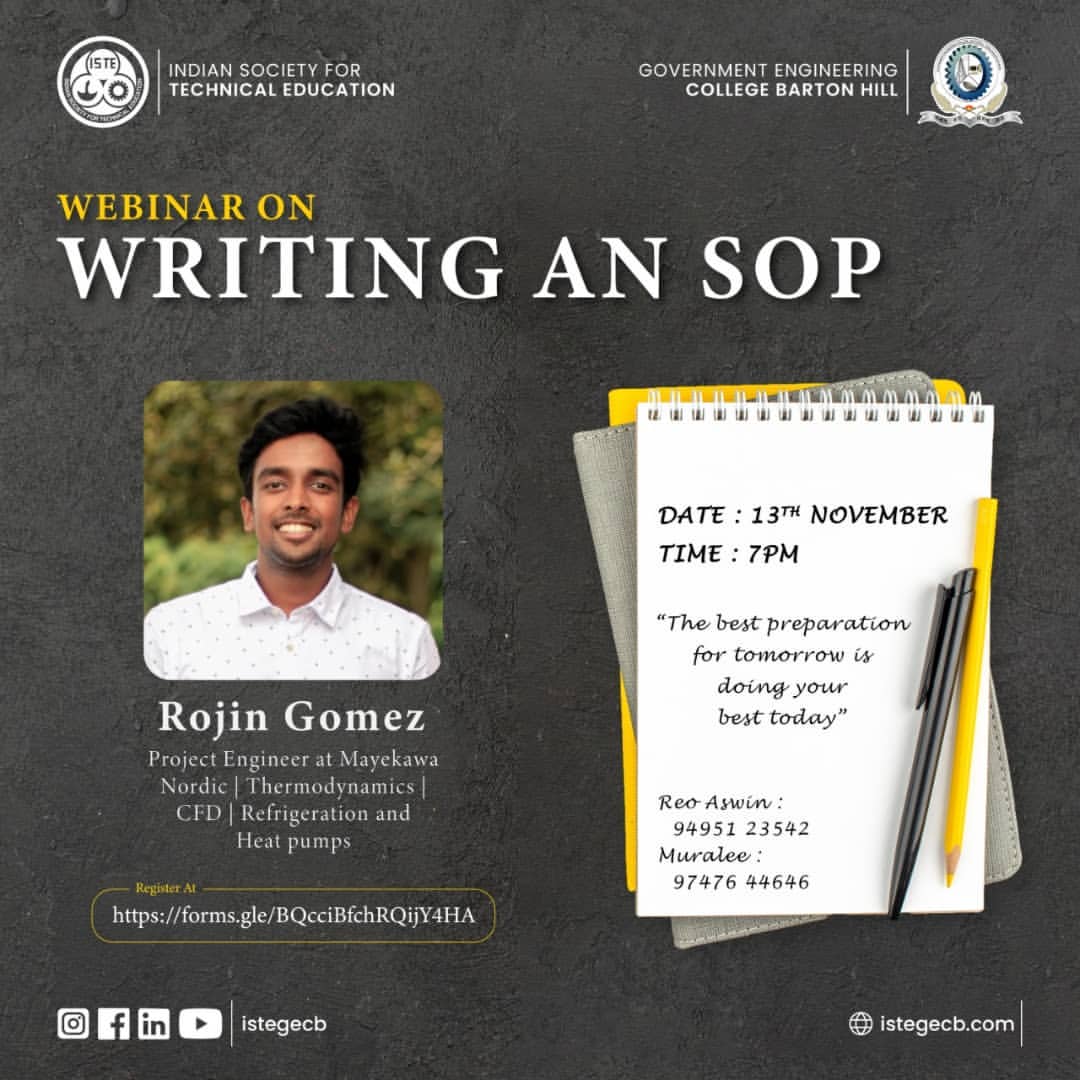 ISTE
INDIAN SOCIETY FOR
TECHNICAL EDUCATION
GOVERNMENT ENGINEERING
COLLEGE BARTON HILL
WEBINAR ON
WRITING AN SOP
Rojin Gomez
Project Engineer at Mayekawa
Nordic | Thermodynamics |
CFD | Refrigeration and
Heat pumps
Register At
https://forms.gle/BQcciBfchRQijY4HA
DATE : 13TH NOVEMBER
TIME : 7PM
“The best preparation
for tomorrow is
doing your
best today”
Reo Aswin :
94951 23542
Muralee :
97476 44646
istegecb
istegecb.com